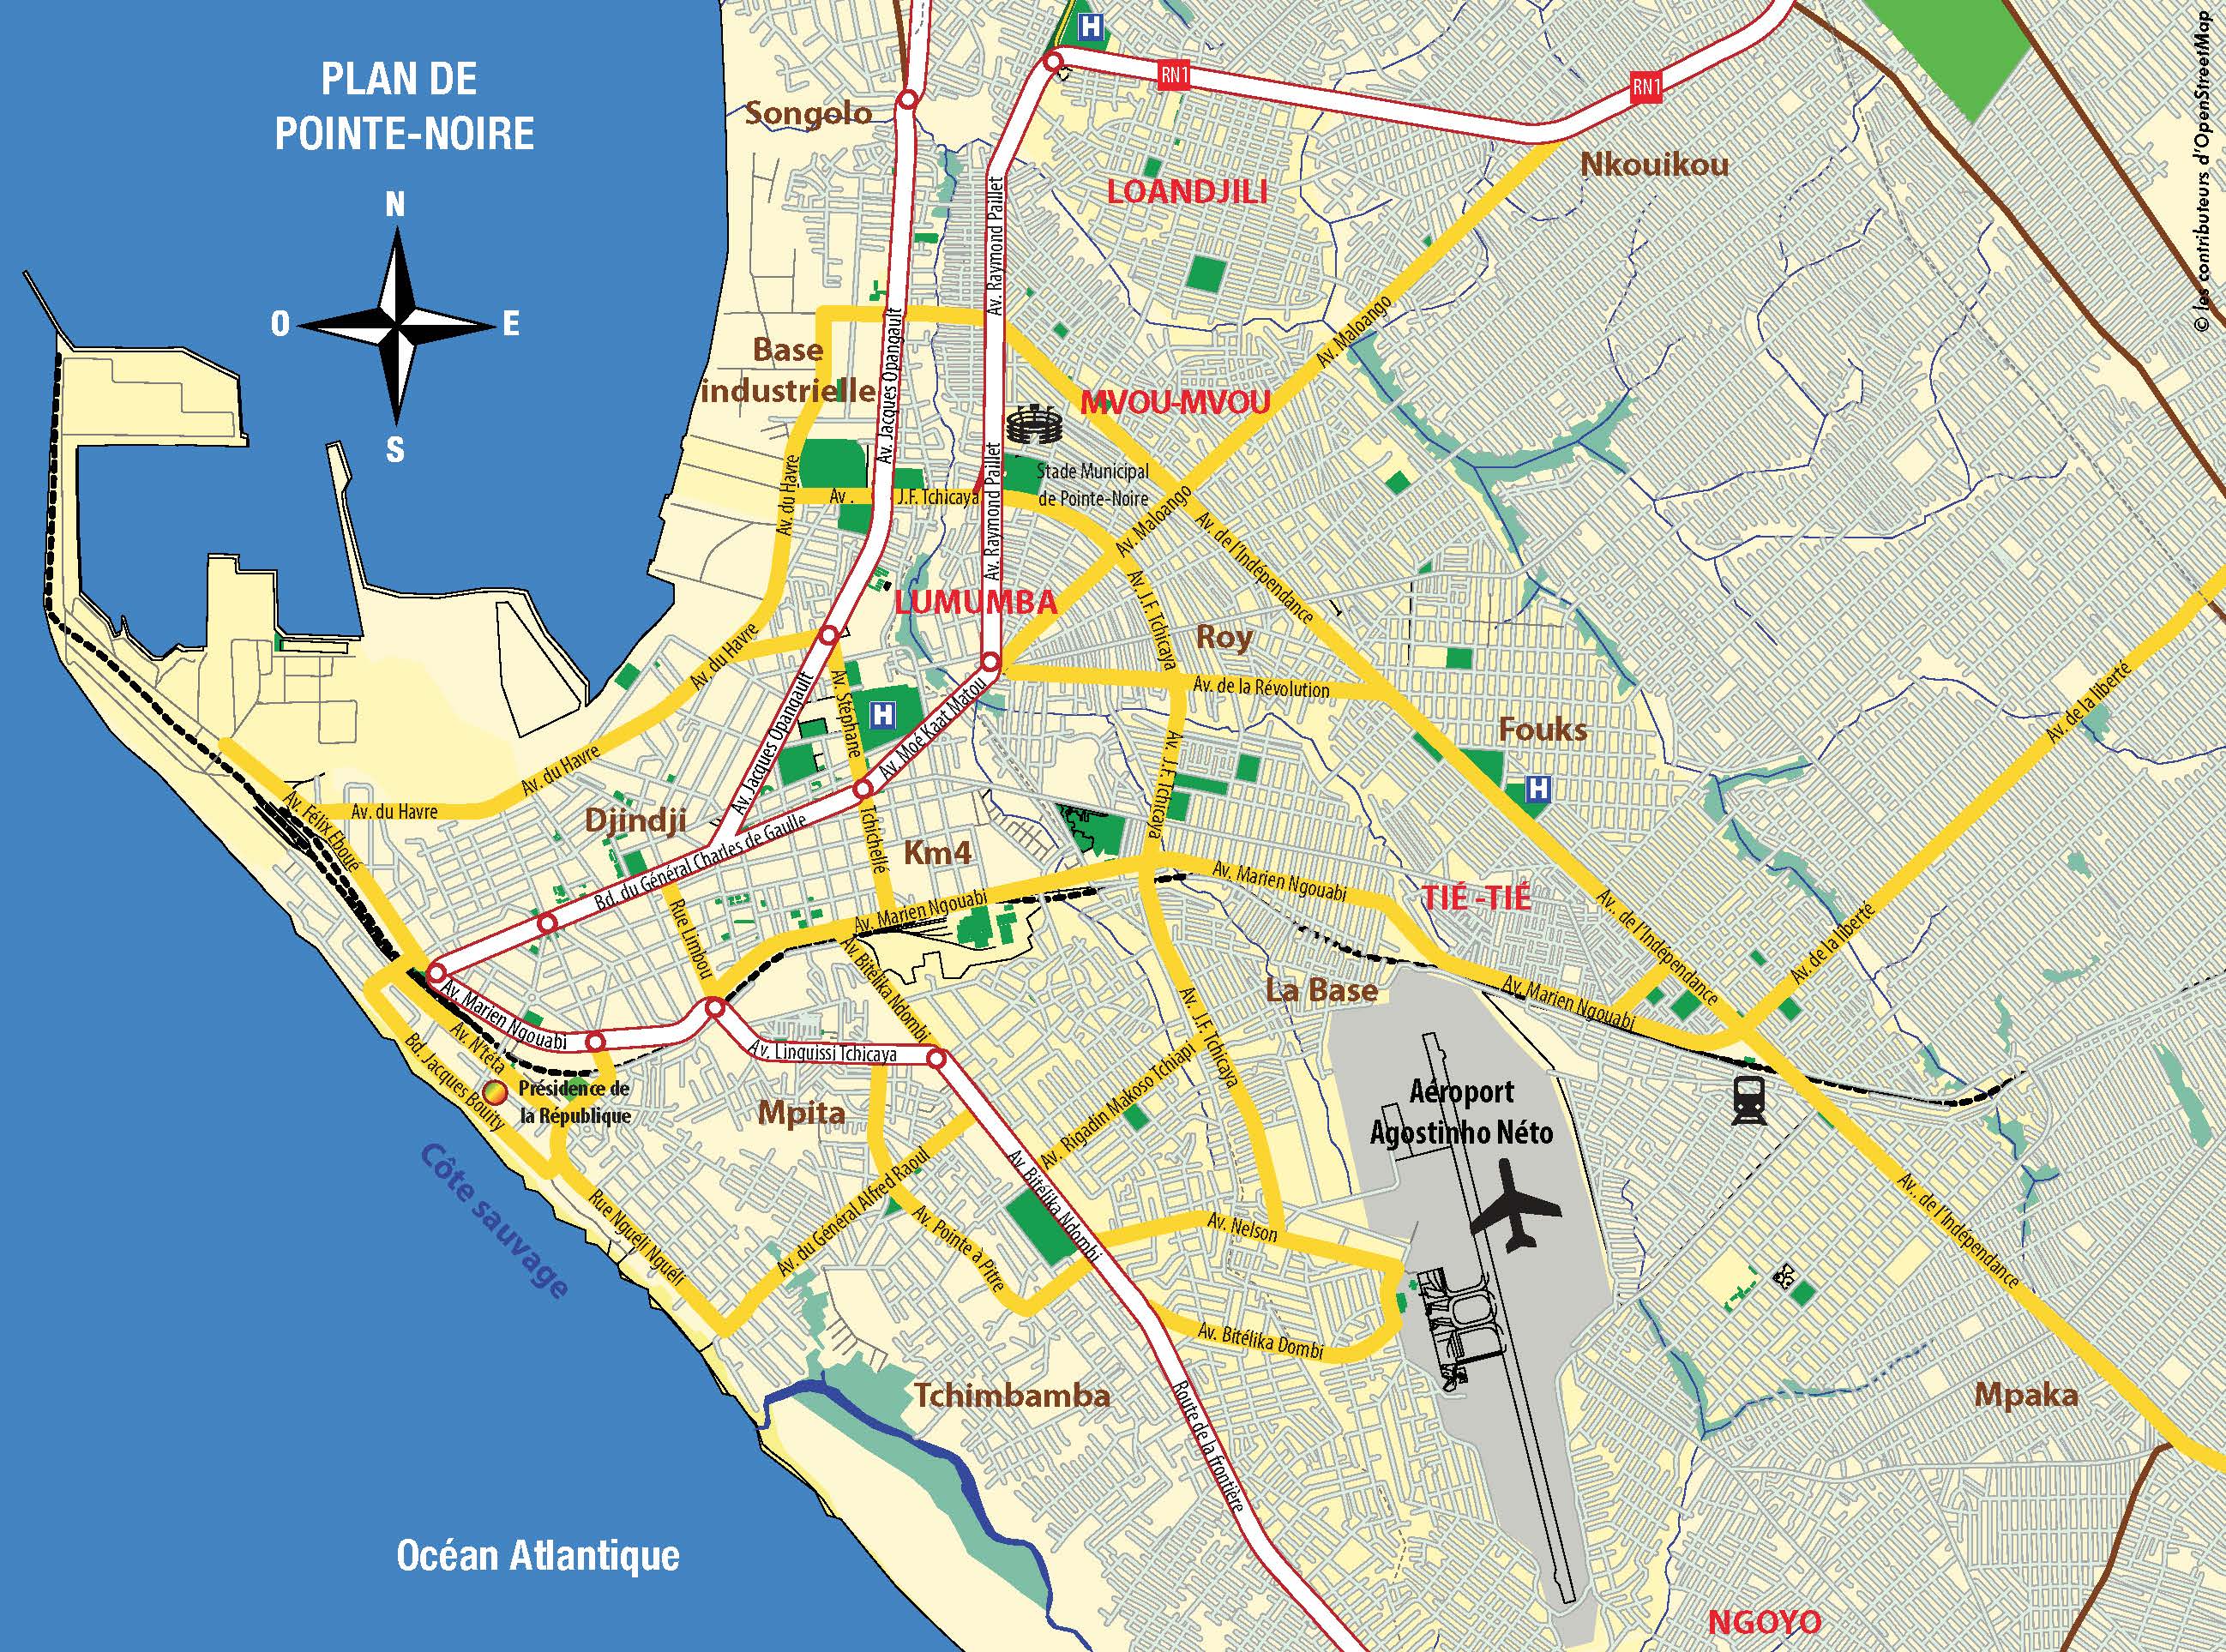 PLAN DE
POINTE-NOIRE
N
O
E
S
H
RN1
RN1
© les contributeurs d'OpenStreetMap
Songolo
Nkouikou
LOANDJILI
Av. Raymond Paillet
Av. Jacques Opangault
Av. Maloango
Base
industrielle
MVOU-MVOU
Av. du Havre
Av. J.F. Tchicaya
Av. Raymond Paillet
Stade Municipal
de Pointe-Noire
Av. Maloango
Av. de l'Indépendance
LUMUMBA
Av. J.F. Tchicaya
Roy
Av. du Havre
Av. Jacques Opangault
Av. Stéphane
Tchichellé
H
Av. Moé Kaat Matou
Av. de la Révolution
Fouks
Av. de la liberté
Av. du Havre
Av. du Havre
Av. Félix Eboue
Djindji
Bd. du Général Charles de Gaulle
Km4
Av. J.F. Tchicaya
H
Av. Marien Ngouabi
Av. Marien Ngouabi
TIÉ -TIÉ
Av.. de l'Indépendance
Av. de la liberté
Rue Limbou
Av. Bitélika Ndombi
La Base
Av. J.F. Tchicaya
Av. Marien Ngouabi
Av. Marien Ngouabi
Av. N'téta
Bd. Jacques Bouity
Av. Linguissi Tchicaya
Présidence de
la République
Mpita
Av. Rigadin Makoso Tchiapi
Aéroport
Agostinho Néto
Côte sauvage
Rue Ngueli Ngueli
Av. du Général Alfred Raoul
Av. Pointe à Pitre
Av. Bitélika Ndombi
Av. Nelson
Av.. de l'Indépendance
Av. Bitélika Dombi
Tchimbamba
Route de la frontière
Mpaka
Océan Atlantique
NGOYO